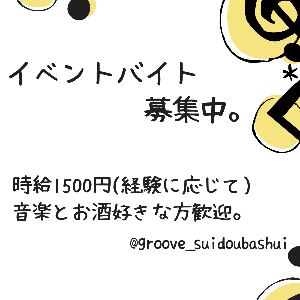 イベントバイト
募集中。
時給1500円(経験に応じて)
音楽とお酒好きな方歓迎。
@groove_suidoubashui